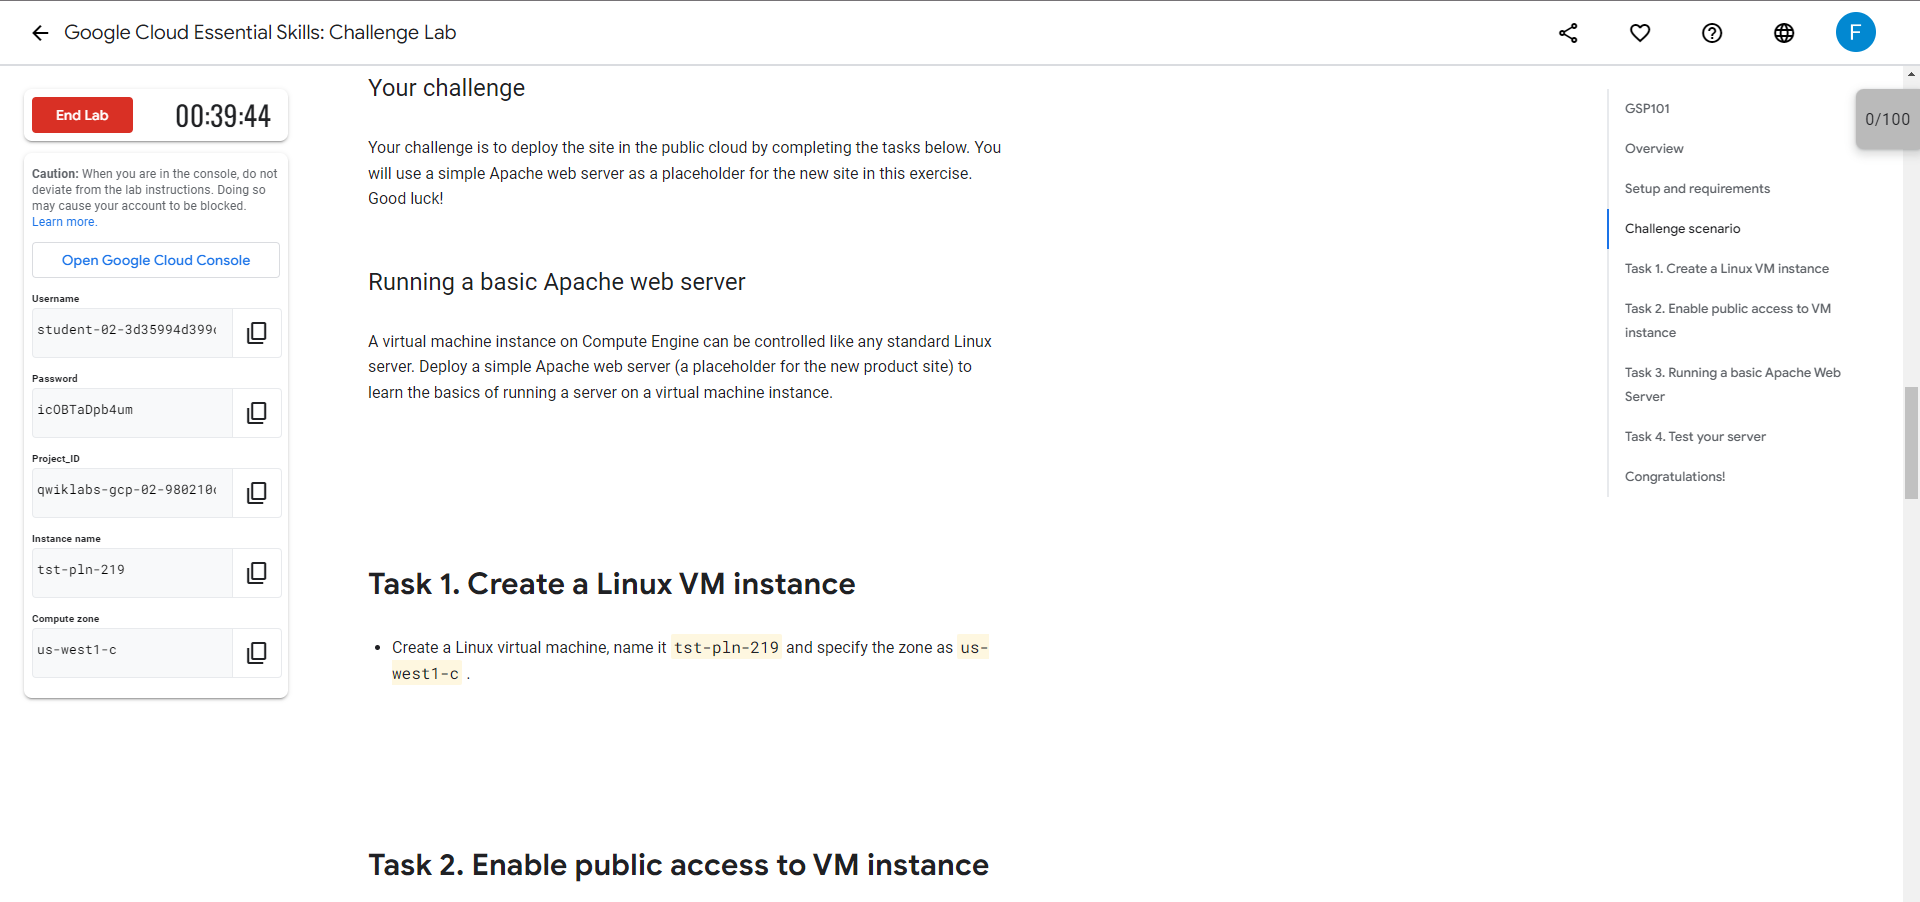 Google Cloud Essential Skills: Challenge Lab
F
End Lab
00:39:44
Caution: When you are in the console, do not
deviate from the lab instructions. Doing so
may cause your account to be blocked.
Learn more.
Open Google Cloud Console
Username
student-02-3d35994d399
Password
icOBTaDpb4um
Project_ID
qwiklabs-gcp-02-980210
Instance name
tst-pln-219
Compute zone
us-west1-c
Your challenge
Your challenge is to deploy the site in the public cloud by completing the tasks below. You
will use a simple Apache web server as a placeholder for the new site in this exercise.
Good luck!
Running a basic Apache web server
A virtual machine instance on Compute Engine can be controlled like any standard Linux
server. Deploy a simple Apache web server (a placeholder for the new product site) to
learn the basics of running a server on a virtual machine instance.
Task 1. Create a Linux VM instance
• Create a Linux virtual machine, name it tst-pln-219 and specify the zone as us-
west1-c .
Task 2. Enable public access to VM instance
GSP101
Overview
Setup and requirements
Challenge scenario
Task 1. Create a Linux VM instance
Task 2. Enable public access to VM
instance
Task 3. Running a basic Apache Web
Server
Task 4. Test your server
Congratulations!
0/100